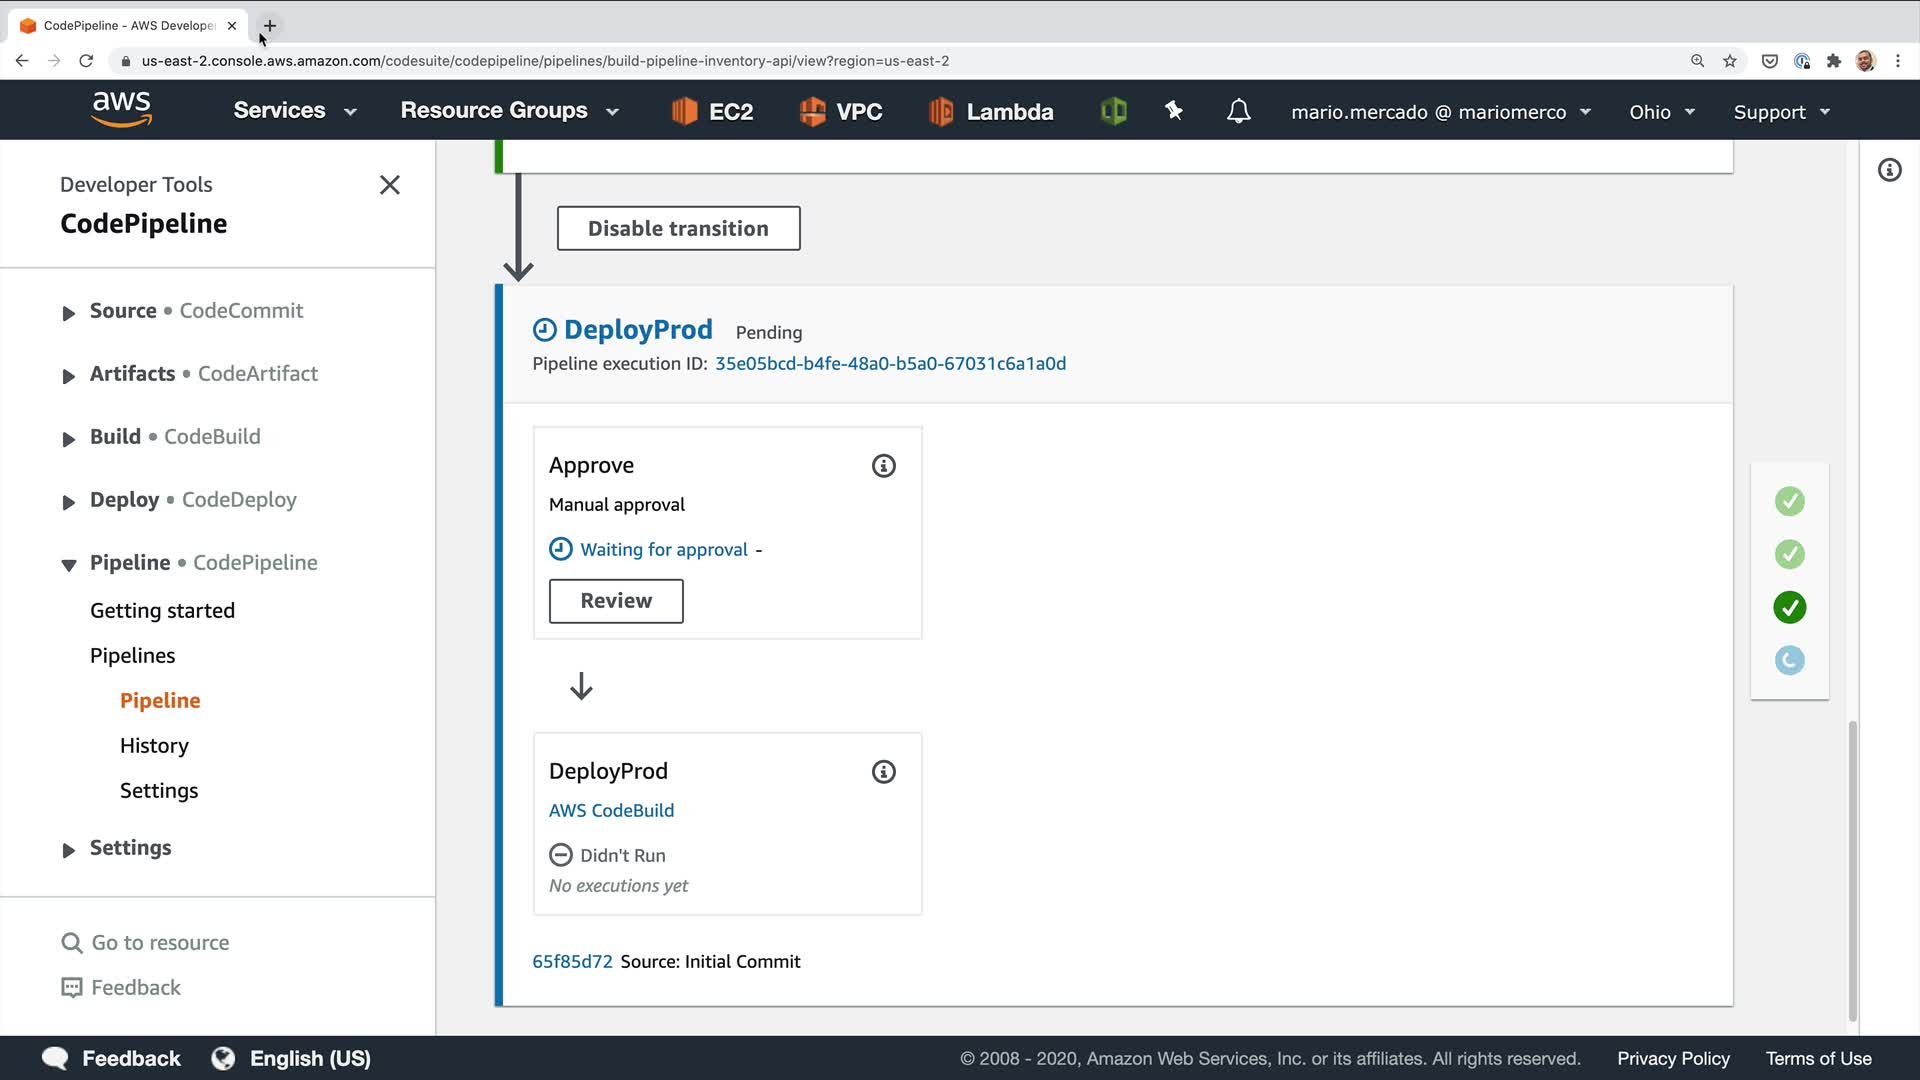 CodePipeline - AWS Develope
us-east-2.console.aws.amazon.com/codesuite/codepipeline/pipelines/build-pipeline-inventory-api/view?region=us-east-2
aws Services Resource Groups EC2 VPC Lambda mario.mercado @ mariomerco Ohio Support
Developer Tools
CodePipeline
Source • CodeCommit
Artifacts • CodeArtifact
Build • CodeBuild
Deploy • CodeDeploy
Pipeline • CodePipeline
Getting started
Pipelines
Pipeline
History
Settings
Settings
Go to resource
Feedback
Disable transition
DeployProd Pending
Pipeline execution ID: 35e05bcd-b4fe-48a0-b5a0-67031c6a1a0d
Approve
Manual approval
Waiting for approval -
Review
DeployProd
AWS CodeBuild
Didn't Run
No executions yet
65f85d72 Source: Initial Commit
Feedback English (US) © 2008 - 2020, Amazon Web Services, Inc. or its affiliates. All rights reserved. Privacy Policy Terms of Use